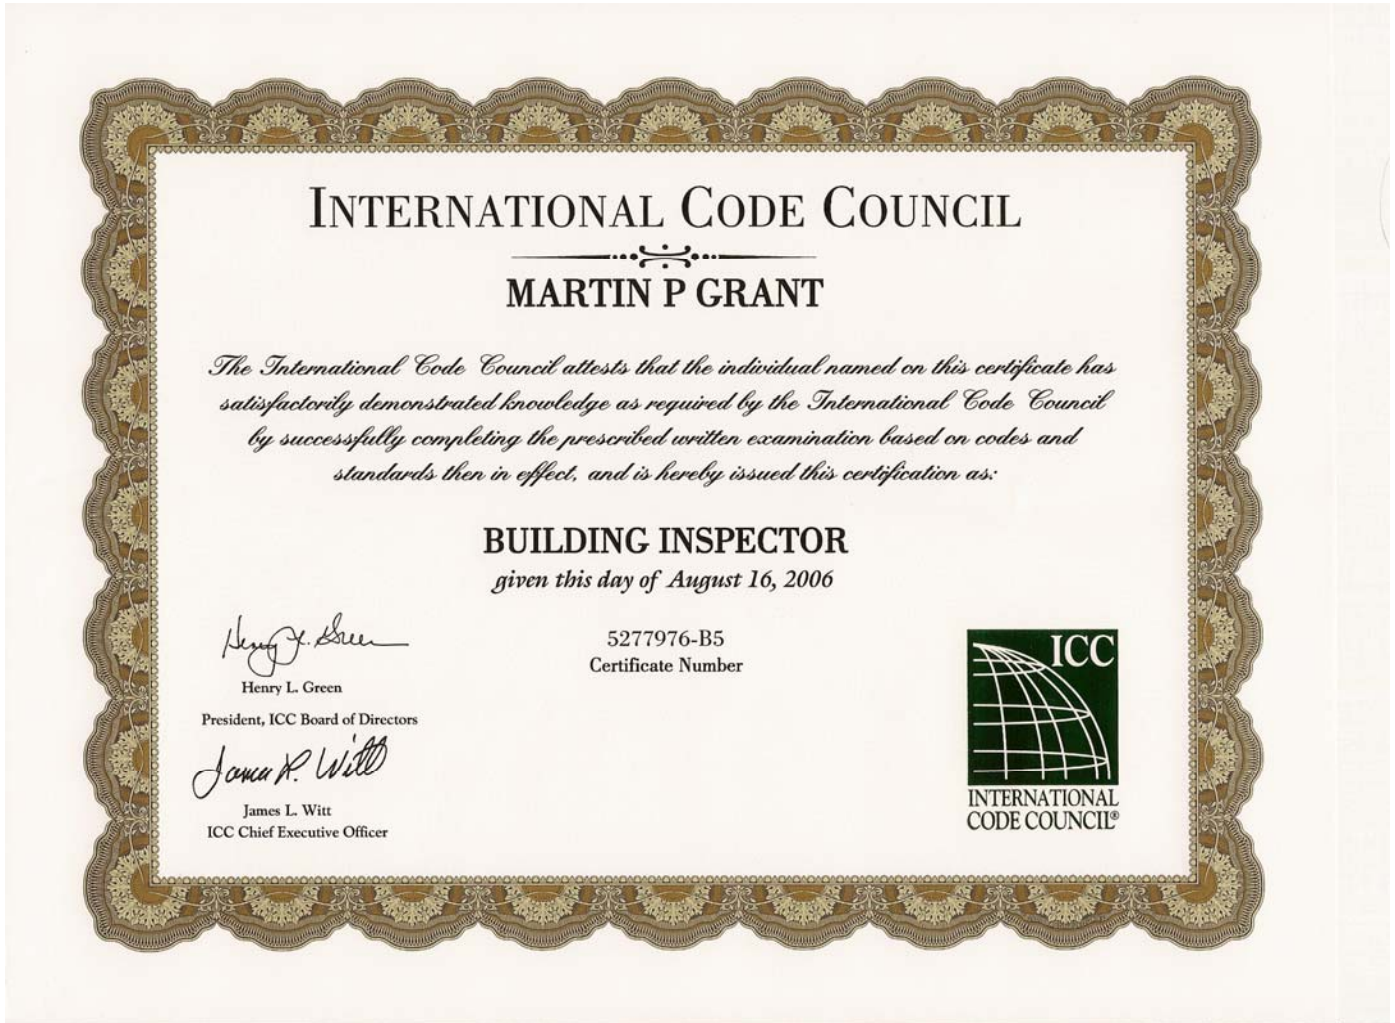 INTERNATIONAL CODE COUNCIL
MARTIN P GRANT
The International Code Council attests that the individual named on this certificate has
satisfactorily demonstrated knowledge as required by the International Code Council
by successfully completing the prescribed written examination based on codes and
standards then in effect, and is hereby issued this certification as:
BUILDING INSPECTOR
given this day of August 16, 2006
Henry L. Green
Henry L. Green
President, ICC Board of Directors
James L. Witt
James L. Witt
ICC Chief Executive Officer
5277976-B5
Certificate Number
ICC
INTERNATIONAL
CODE COUNCIL®